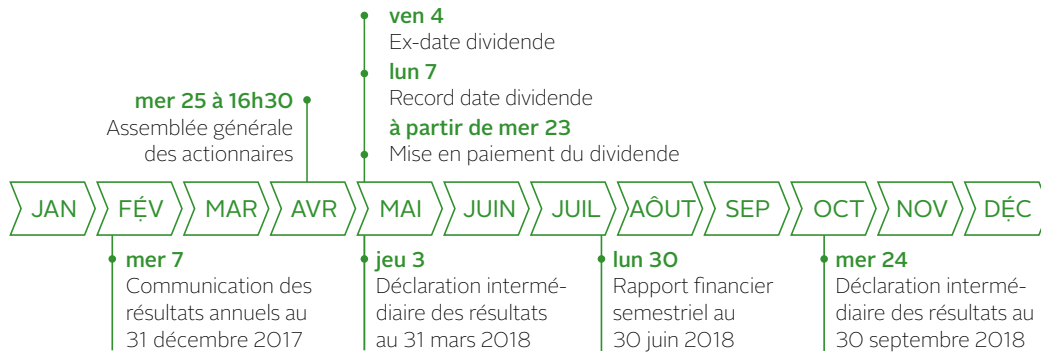 ven 4
Ex-date dividende
lun 7
Record date dividende
à partir de mer 23
Mise en paiement du dividende
mer 25 à 16h30
Assemblée générale
des actionnaires
JAN
FÉV
MAR
AVR
MAI
JUIN
JUIL
AÔUT
SEP
OCT
NOV
DÉC
mer 7
Communication des
résultats annuels au
31 décembre 2017
jeu 3
Déclaration intermé-
diaire des résultats
au 31 mars 2018
lun 30
Rapport financier
semestriel au
30 juin 2018
mer 24
Déclaration intermé-
diaire des résultats au
30 septembre 2018